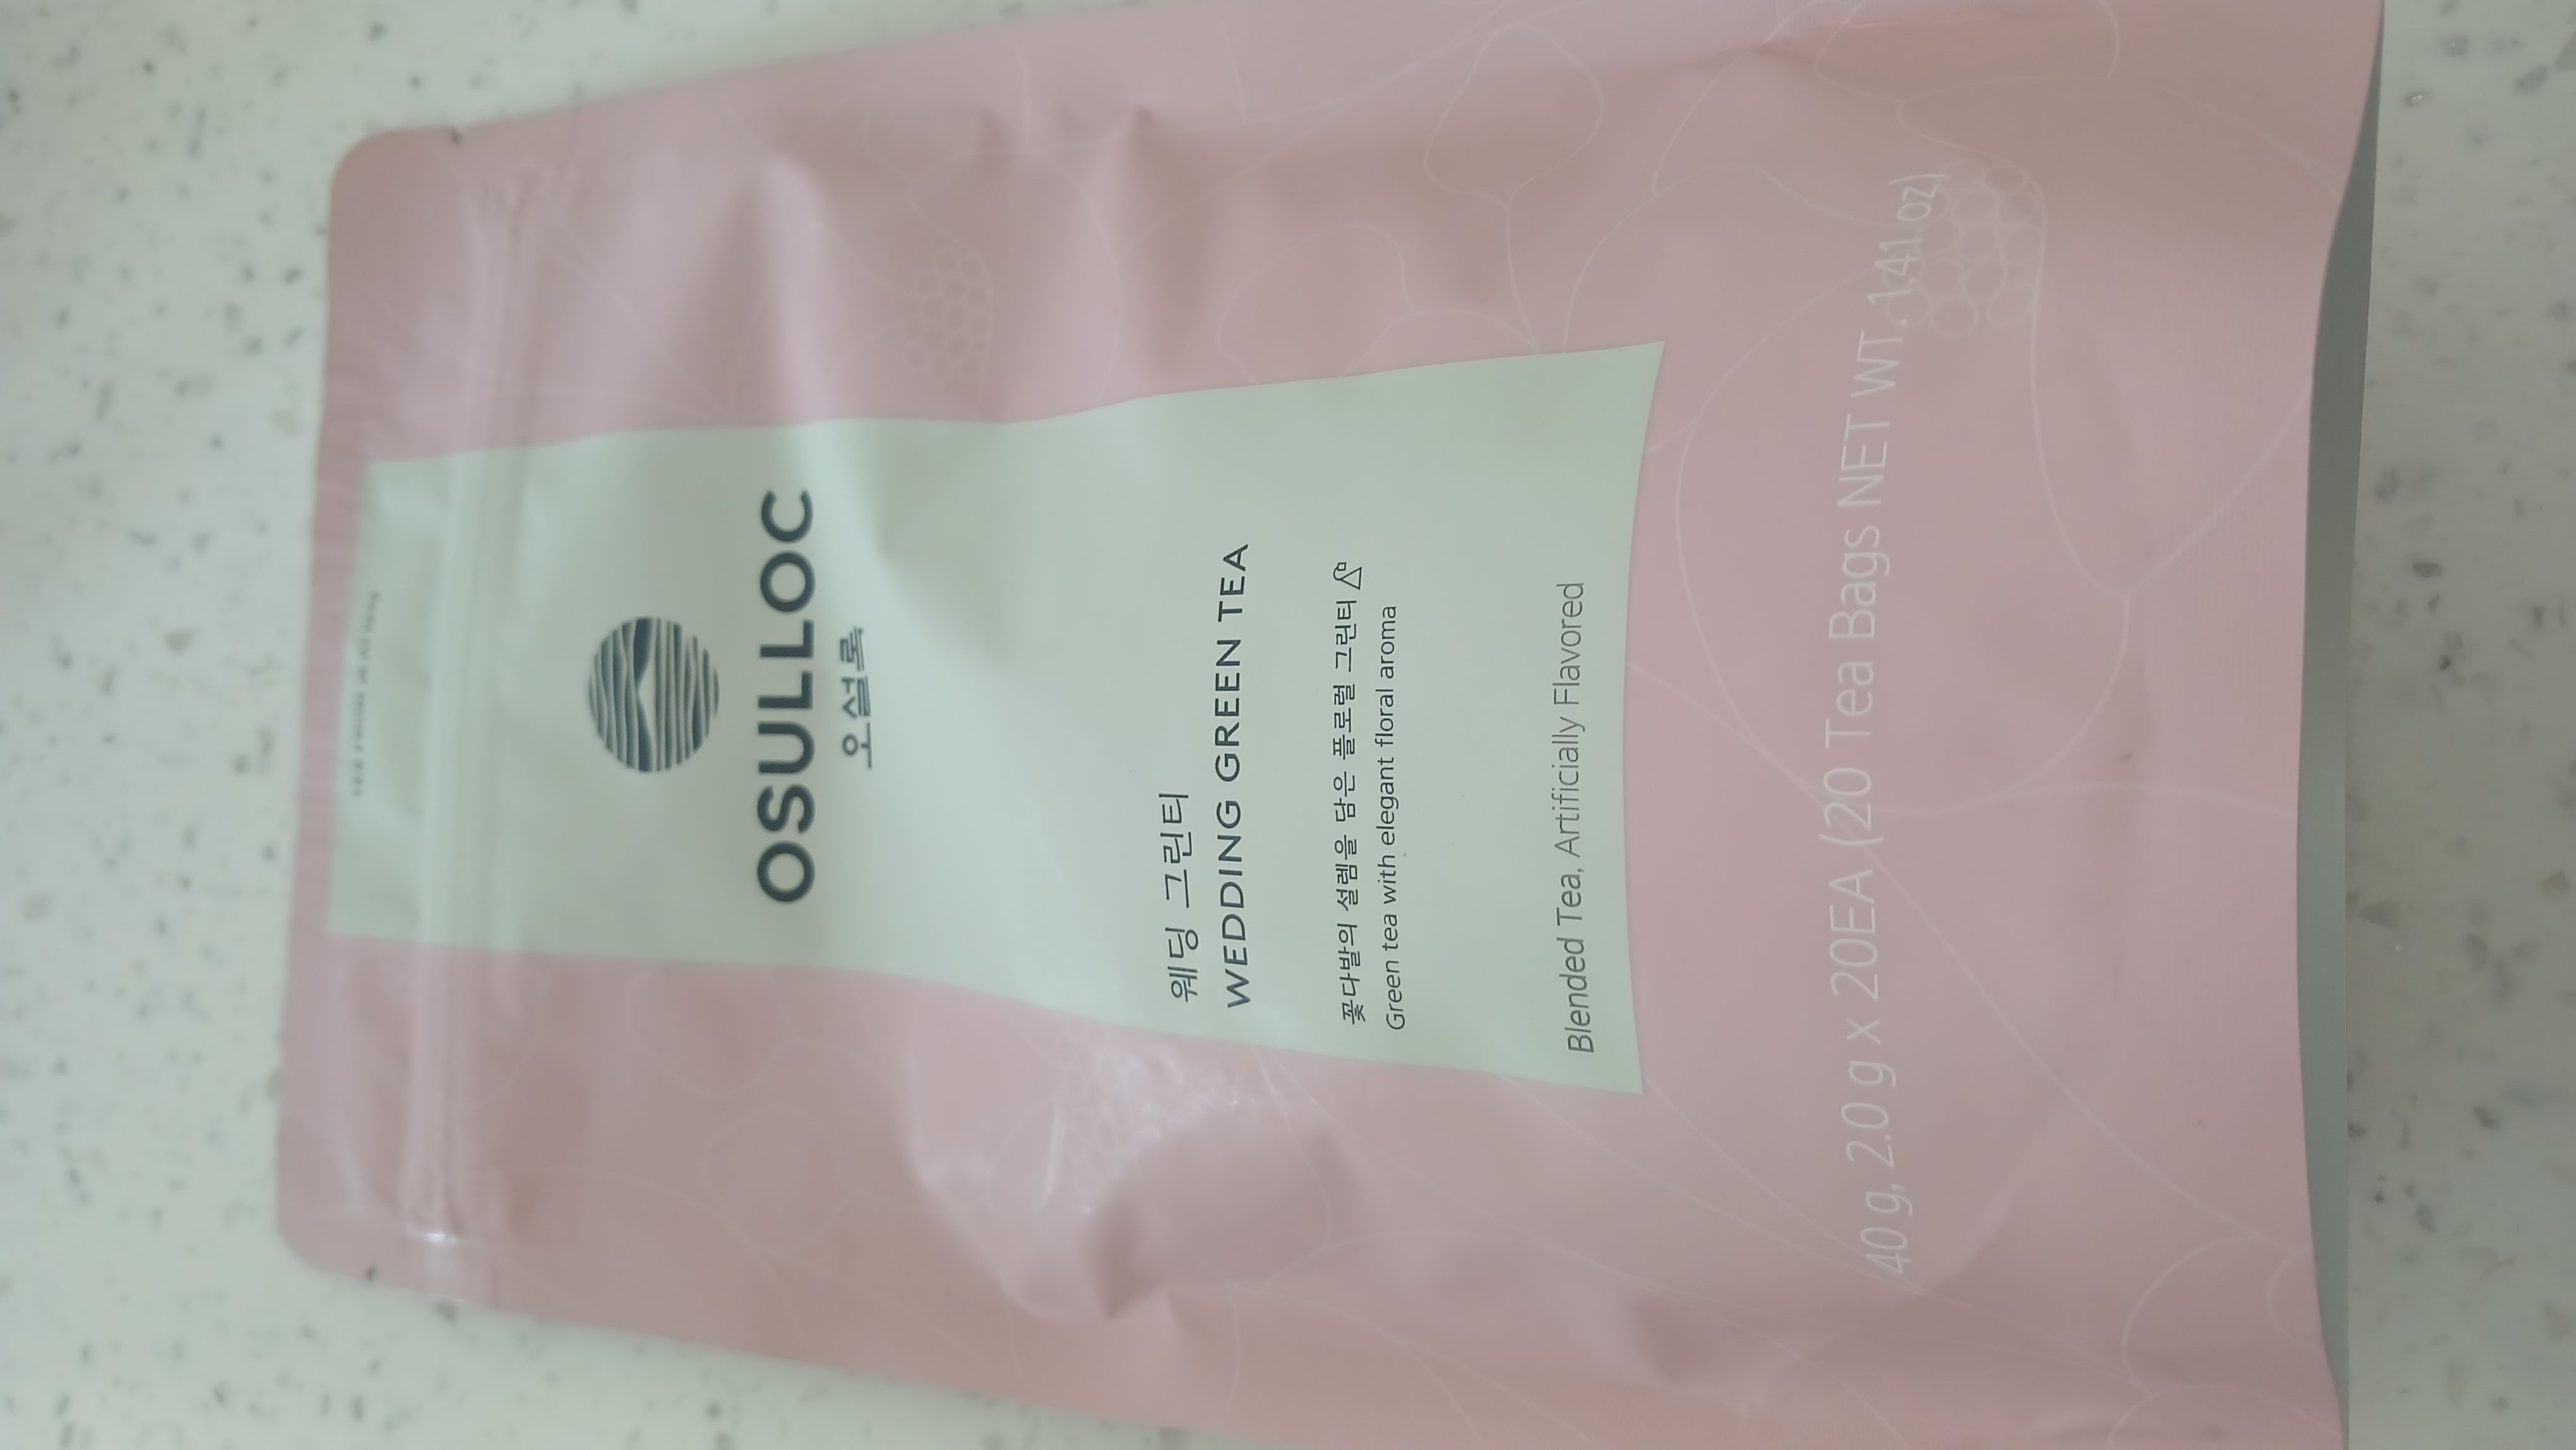 OSULLOC
오설록
웨딩 그린티
WEDDING GREEN TEA
꽃다발의 설렘을 담은 플로럴 그린티
Green tea with elegant floral aroma
Blended Tea, Artificially Flavored
40 g, 2.0 g x 20EA (20 Tea Bags NET WT. 1.41 oz)